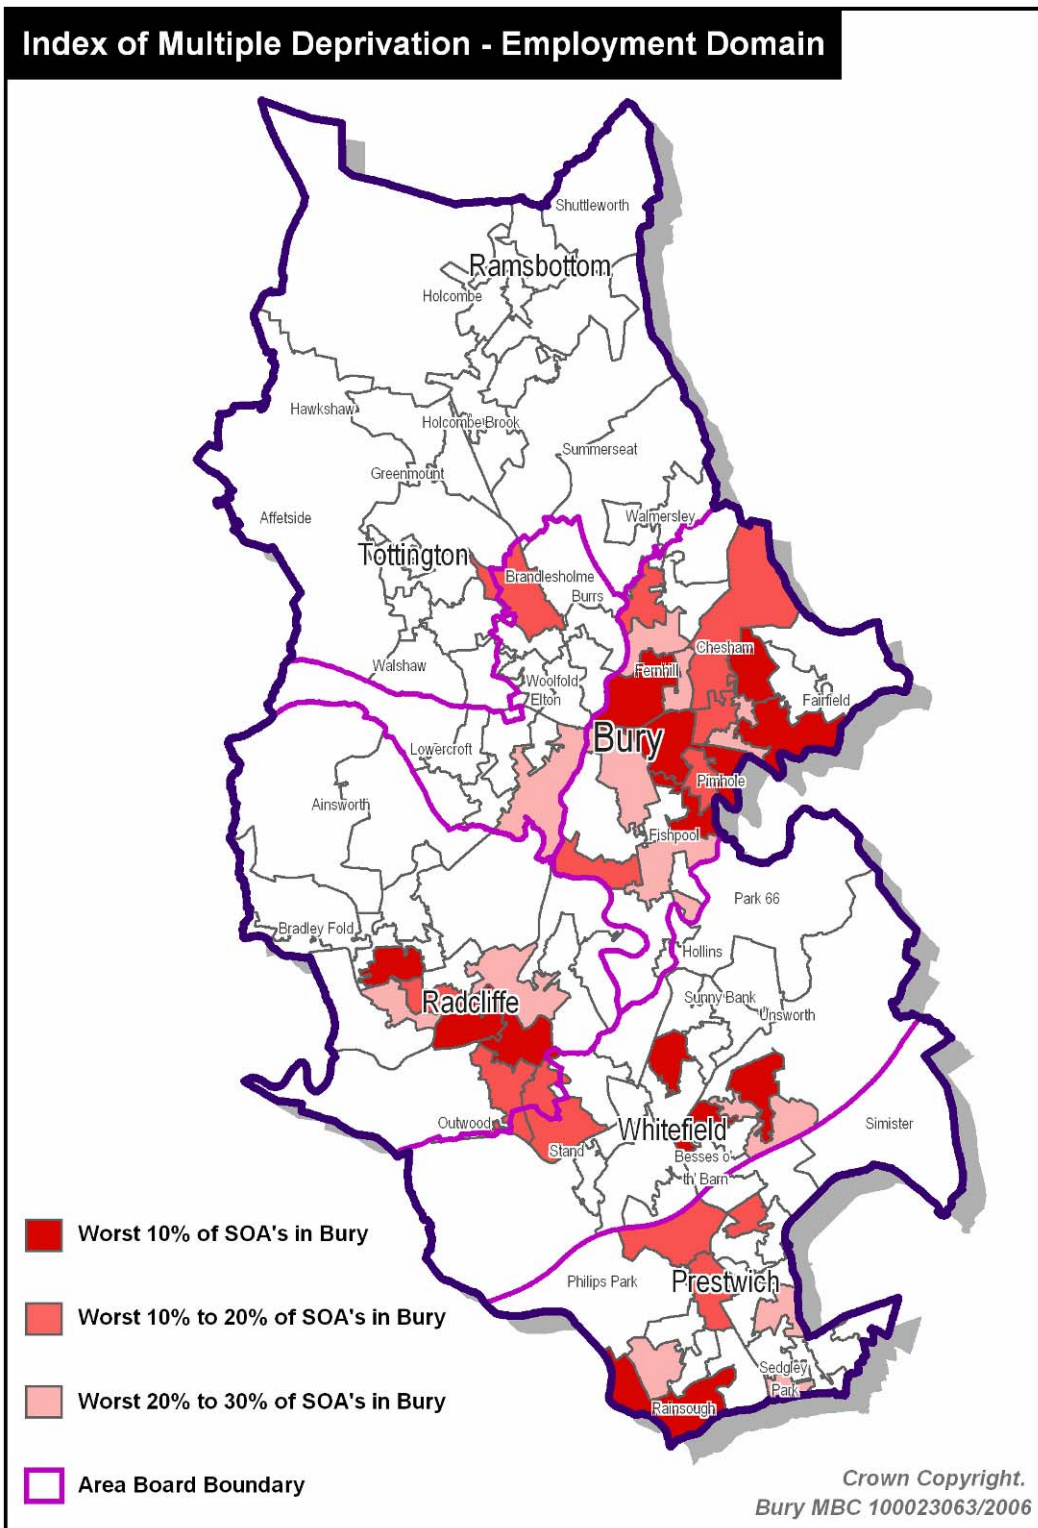 Index of Multiple Deprivation - Employment Domain
Shuttleworth
Ramsbottom
Holcombe
Hawkshaw
Holcombe Brook
Summerseat
Greenmount
Affetside
Walmersley
Tottington
Brandlesholme
Burrs
Chesham
Walshaw
Fernhill
Woolfold
Elton
Fairfield
Bury
Lowercroft
Pimhole
Ainsworth
Fishpool
Park 66
Bradley Fold
Hollins
Radcliffe
Sunny Bank
Unsworth
Outwood
Whitefield
Simister
Stand
Besses o'
th' Barn
Philips Park
Prestwich
Sedgley
Park
Rainsough
Worst 10% of SOA's in Bury
Worst 10% to 20% of SOA's in Bury
Worst 20% to 30% of SOA's in Bury
Area Board Boundary
Crown Copyright.
Bury MBC 100023063/2006